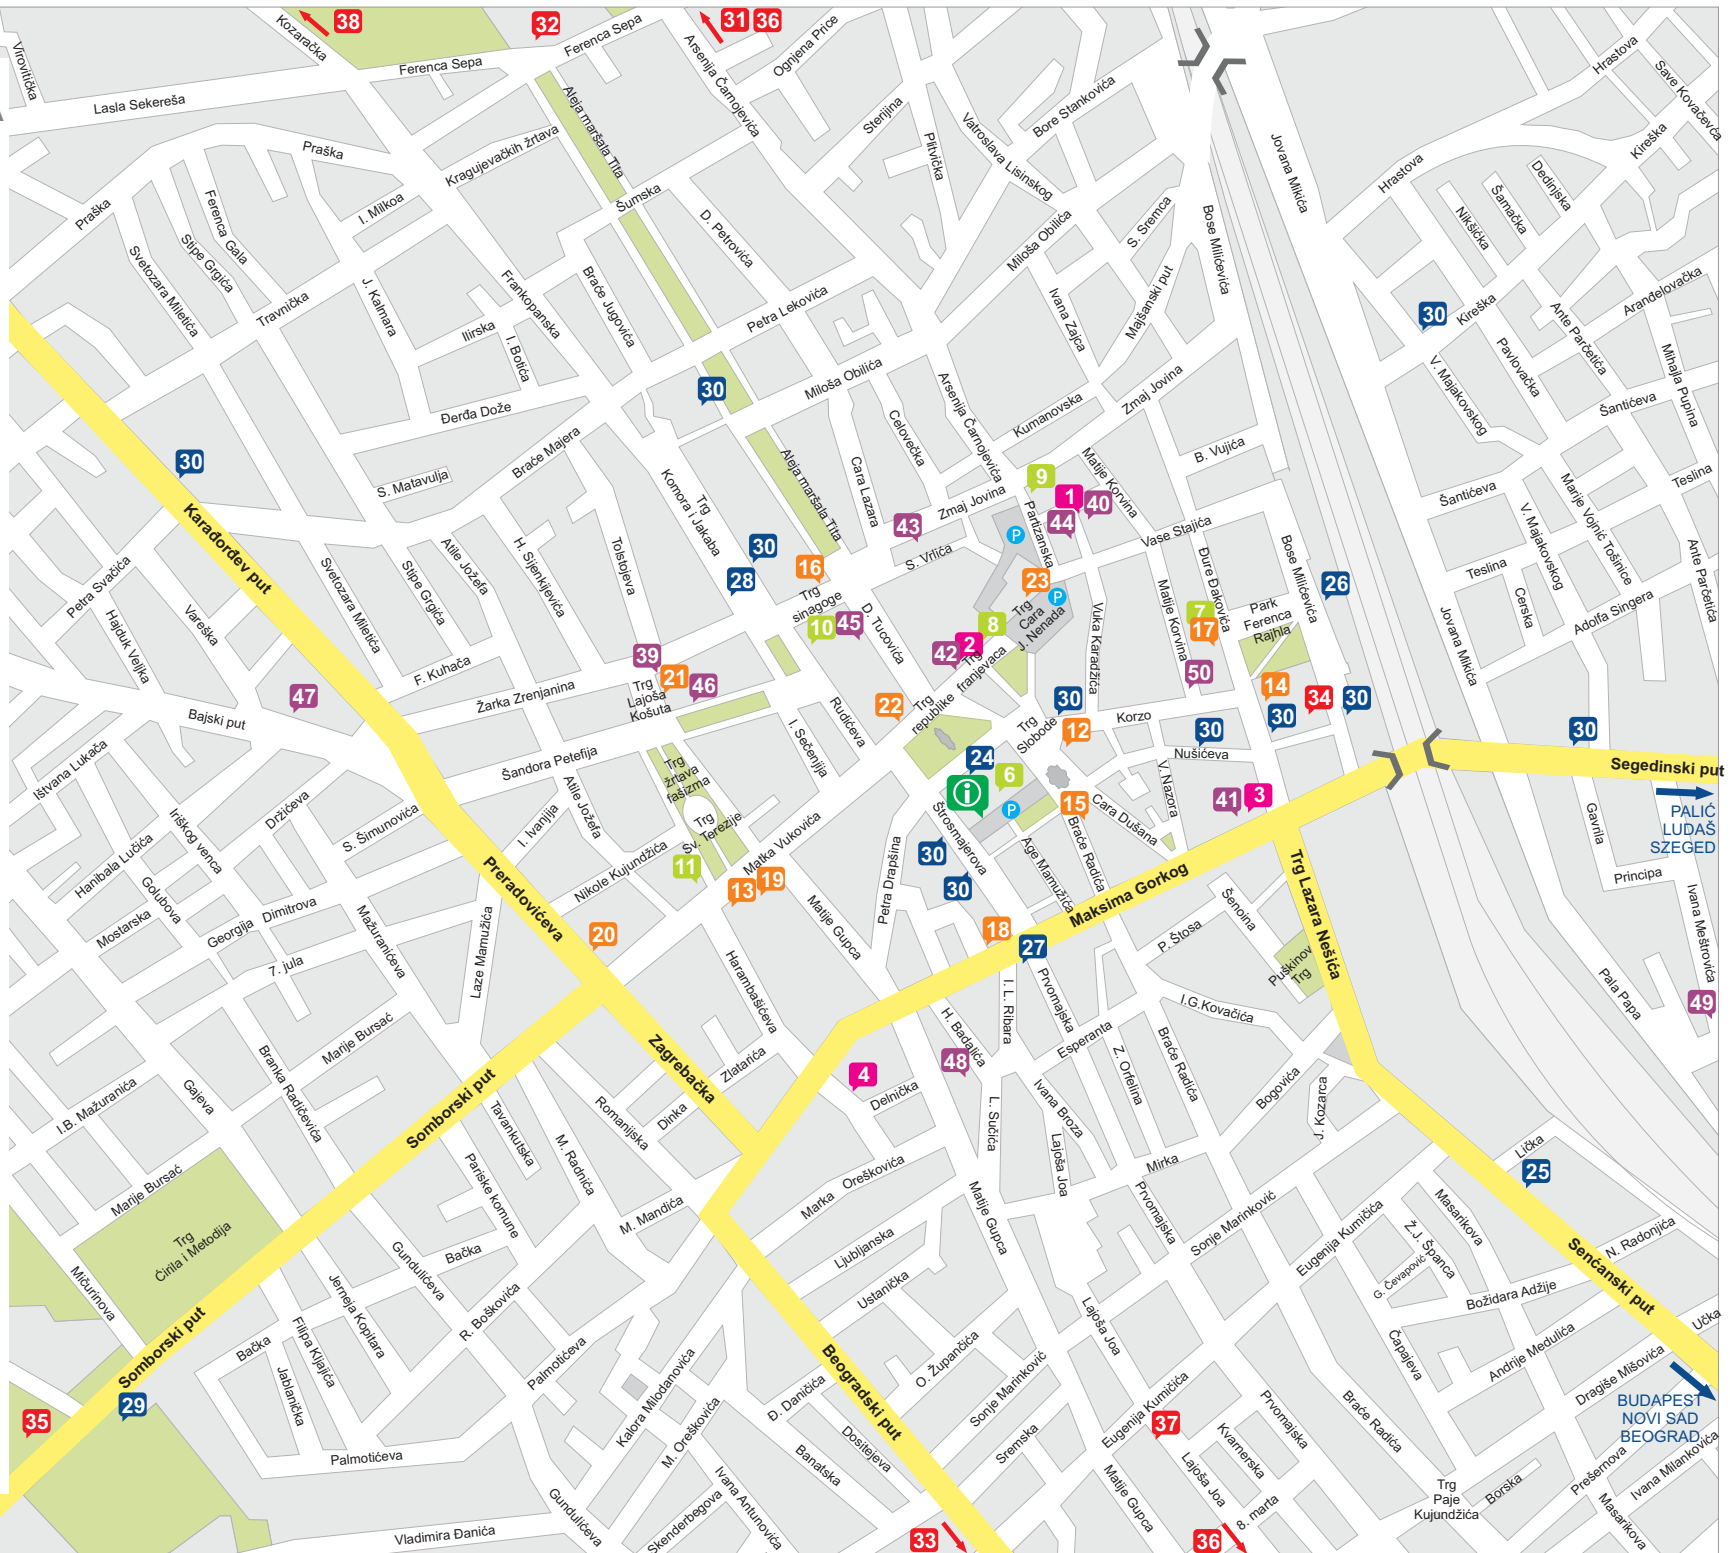 38
32
31
36
Kozaračka
Ferenca Sepa
Ognjena Price
Virovitička
Ferenca Sepa
Arsenija Čarnojevića
Hrastova
Save Kovačevća
Lasla Sekereša
Aleja maršala Tita
Sterijina
Bore Stankovića
Plitvička
Vatroslava Lisinskog
Jovana Mikića
Kireška
Praška
Kragujevačkih žrtava
Hrastova
Dedinjska
Šamačka
Nikšićka
Praška
Ferenca Gala
I. Milkoa
Šumska
D. Petrovića
Miloša Obilića
S. Sremca
Bose Milićevića
Stipe Grgića
Svetozara Miletića
Travnička
J. Kalmara
Frankopanska
Braće Jugovića
Petra Lekovića
Ivana Zajca
Majšanski put
30
Kireška
Aranđelovačka
Ante Parčetića
Ilirska
I. Botića
Pavlovačka
Mihajla Pupina
V. Majakovskog
30
Miloša Obilića
Arsenija Čarnojevića
Zmaj Jovina
Đerđa Dože
Celovečka
Kumanovska
Šantićeva
30
Braće Majera
S. Matavulja
Trg
Komora i Jakaba
Aleja maršala Tita
Cara Lazara
9
1
40
44
43
Zmaj Jovina
Matije Korvina
B. Vujića
Šantićeva
Marije Vojnić Tošinice
Teslina
Karađorđev put
Partizanska
P
Vase Stajića
V. Majakovskog
H. Sijenkijevića
Tolstojeva
Atile Jožefa
Stipe Grgića
Svetozara Miletića
30
28
16
S. Vrlića
23
P
Đure Đakovića
Bose Milićevića
26
Teslina
Ante Parčetića
Petra Svačića
Hajduk Veljka
Vareška
Trg
sinagoge
10
45
D. Tucovića
8
Trg
Cara
J. Nenada
Vuka Karadžića
Matije Korvina
7
17
Park
Ferenca
Rajhla
Cerska
Adolfa Singera
Jovana Mikića
39
42
2
Trg
franjevaca
50
47
F. Kuhača
21
46
Trg
Lajoša
Košuta
22
Trg
republike
30
14
34
30
Bajski put
Žarka Zrenjanina
Rudićeva
I. Sečenjija
Trg
Slobode
12
Korzo
30
30
30
Ištvana Lukača
Šandora Petefija
Trg
žrtava
fašizma
24
6
Nušićeva
Segedinski put
Iriškog venca
Držićeva
S. Šimunovića
Atile Jožefa
I. Ivanjija
P
15
Cara Dušana
V. Nazora
41
3
PALIĆ
LUDAŠ
SZEGED
Gavrila
Principa
Hanibala Lučića
Golubova
Trg
Sv. Terezije
Matka Vukovića
Štrosmajerova
30
30
Age Mamužića
Braće Radića
Preradovićeva
Nikole Kujundžića
11
13
19
Petra Drapšina
Maksima Gorkog
Trg Lazara Nešića
Mostarska
Georgija
Dimitrova
Mažuranićeva
Matije Gupca
18
27
Šenoina
Ivana Meštrovića
7. jula
Laze Mamužića
20
Harambašićeva
P. Štosa
Puškinov
Trg
Pala Papa
49
I. L. Ribara
Prvomajska
I.G.Kovačića
Marije Bursać
Zagrebačka
H. Badalića
48
Esperanta
Z. Orfelina
Braće Radića
Branka Radičevića
Somborski put
Zlatarića
Dinka
4
Delnička
Ivana Broza
Bogovića
J. Kozarca
I.B. Mažuranića
Gajeva
Romanijska
Tavankutska
L. Sučića
Lajoša Joa
M. Radnića
Marka
Oreškovića
Mirka
Lička
25
Marije Bursać
Pariske komune
M. Mandića
Matije Gupca
Prvomajska
Sonje Marinković
Masarikova
Trg
Ćirila i Metodija
Gundulićeva
Bačka
Ljubljanska
Eugenija Kumičića
Ž.J. Španca
N. Radonjića
Senćanski put
Mičurinova
Jerneja Kopitara
Ustanička
G. Čevapović
Božidara Adžije
Somborski put
Bačka
Filipa Kljajića
R. Boškovića
Lajoša Joa
Učka
Palmotićeva
Beogradski put
O. Župančića
Čapajeva
Andrije Medulića
29
Jablanička
Kalora Milodanovića
Sonje Marinković
Eugenija Kumičića
Dragiše Mišovića
35
Đ. Daničića
M. Oreškovića
37
Prvomajska
Braće Radića
BUDAPEST
NOVI SAD
BEOGRAD
Dositejeva
Sremska
Kvarnerska
Palmotićeva
Banatska
Lajoša Joa
Prešernova
Ivana Milankovića
Ivana Antunovića
Matije Gupca
Trg
Paje
Kujundžića
Borska
Masarikova
Gundulićeva
Skenderbegova
8. marta
Vladimira Đanića
33
36